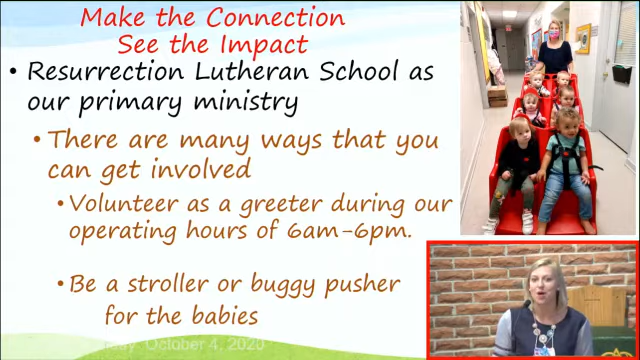 Make the Connection
See the Impact
• Resurrection Lutheran School as
our primary ministry
• There are many ways that you
can get involved
• Volunteer as a greeter during our
operating hours of 6am-6pm.
• Be a stroller or buggy pusher
for the babies
October 4, 2020